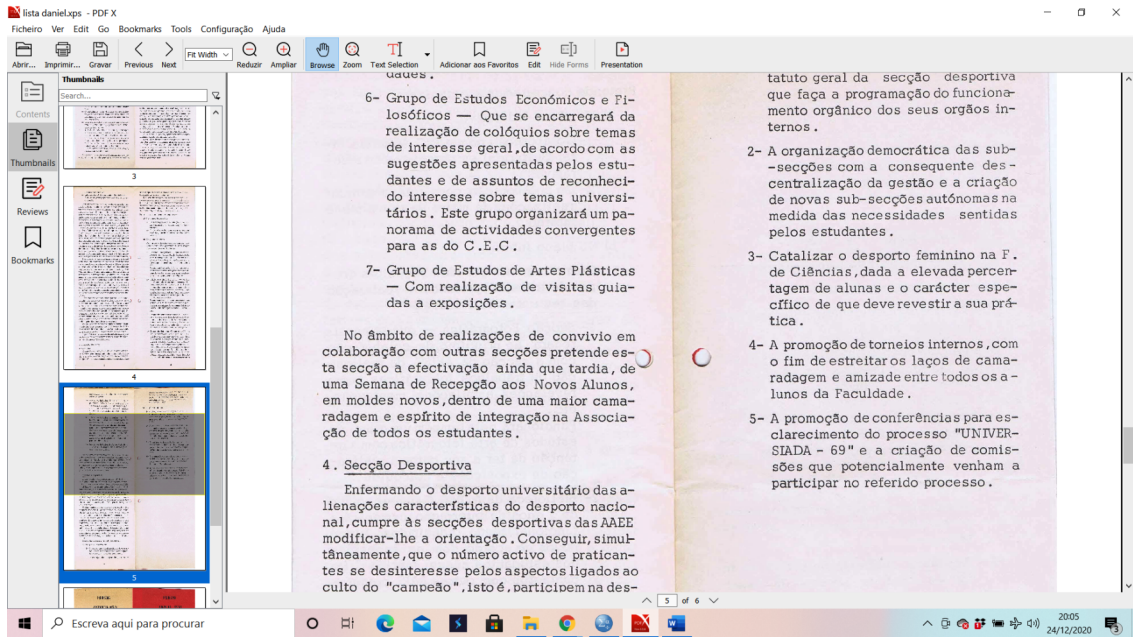 lista daniel.xps - PDF X
Ficheiro Ver Edit Go Bookmarks Tools Configuração Ajuda
Abrir... Imprimir... Gravar Previous Next Fit Width Reduzir Ampliar Browse Zoom Text Selection Adicionar aos Favoritos Edit Hide Forms Presentation
Contents
Thumbnails
Reviews
Bookmarks
Thumbnails
Search...
3
4
5
dades.
6- Grupo de Estudos Económicos e Fi-
losóficos — Que se encarregará da
realização de colóquios sobre temas
de interesse geral, de acordo com as
sugestões apresentadas pelos estu-
dantes e de assuntos de reconheci-
do interesse sobre temas universi-
tários. Este grupo organizará um pa-
norama de actividades convergentes
para as do C.E.C.
7- Grupo de Estudos de Artes Plásticas
— Com realização de visitas guia-
das a exposições.
No âmbito de realizações de convivio em
colaboração com outras secções pretende es-
ta secção a efectivação ainda que tardia, de
uma Semana de Recepção aos Novos Alunos,
em moldes novos, dentro de uma maior cama-
radagem e espírito de integração na Associa-
ção de todos os estudantes.
4. Secção Desportiva
Enfermando o desporto universitário das a-
lienações características do desporto nacio-
nal, cumpre às secções desportivas das AAEE
modificar-lhe a orientação. Conseguir, simul-
tâneamente, que o número activo de pratican-
tes se desinteresse pelos aspectos ligados ao
culto do "campeão", isto é, participem na des-
tatuto geral da secção desportiva
que faça a programação do funciona-
mento orgânico dos seus orgãos in-
ternos.
2- A organização democrática das sub-
-secções com a consequente des-
centralização da gestão e a criação
de novas sub-secções autónomas na
medida das necessidades sentidas
pelos estudantes.
3- Catalizar o desporto feminino na F.
de Ciências, dada a elevada percen-
tagem de alunas e o carácter espe-
cífico de que deve revestir a sua prá-
tica.
4- A promoção de torneios internos, com
o fim de estreitar os laços de cama-
radagem e amizade entre todos os a-
lunos da Faculdade.
5- A promoção de conferências para es-
clarecimento do processo "UNIVER-
SIADA - 69" e a criação de comis-
sões que potencialmente venham a
participar no referido processo.
5 of 6
Escreva aqui para procurar
20:05
24/12/2020
3